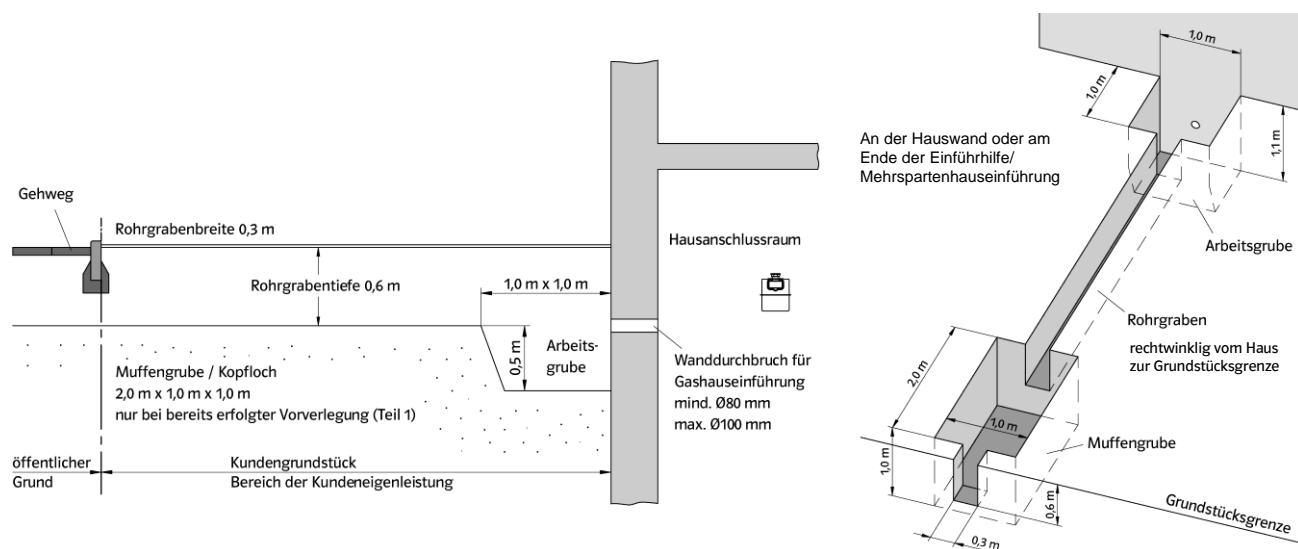 Gehweg
Rohrgrabenbreite 0,3 m
Rohrgrabentiefe 0,6 m
1,0 m x 1,0 m
0,5 m
Arbeits-
grube
Muffengrube / Kopfloch
2,0 m x 1,0 m x 1,0 m
nur bei bereits erfolgter Vorverlegung (Teil 1)
öffentlicher
Grund
Kundengrundstück
Bereich der Kundeneigenleistung
Hausanschlussraum
Wanddurchbruch für
Gashauseinführung
mind. Ø80 mm
max. Ø100 mm
An der Hauswand oder am
Ende der Einführhilfe/
Mehrspartenhauseinführung
1,0 m
1,0 m
1,1 m
Arbeitsgrube
Rohrgraben
rechtwinklig vom Haus
zur Grundstücksgrenze
2,0 m
1,0 m
1,0 m
Muffengrube
0,6 m
0,3 m
Grundstücksgrenze